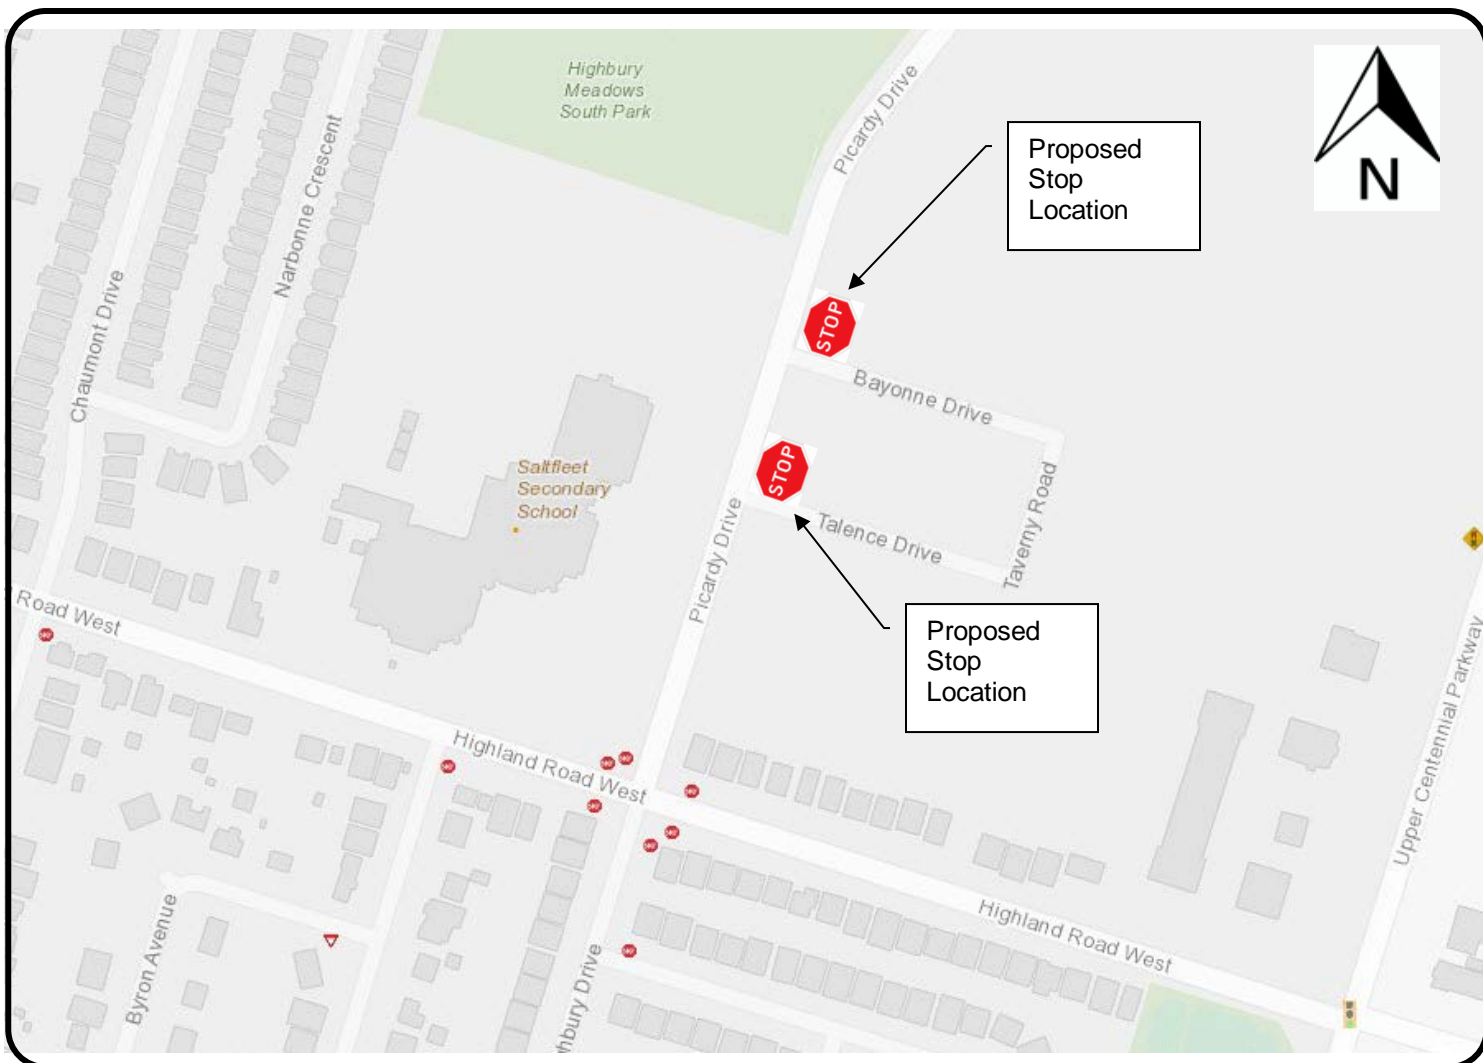 Highbury
Meadows
South Park
Picardy Drive
Proposed
Stop
Location
N
Narbonne Crescent
Chaumont Drive
STOP
Bayonne Drive
STOP
Saltfleet
Secondary
School
Talence Drive
Taverny Road
Picardy Drive
Road West
Proposed
Stop
Location
Highland Road West
Upper Centennial Parkway
Highland Road West
Byron Avenue
hbury Drive